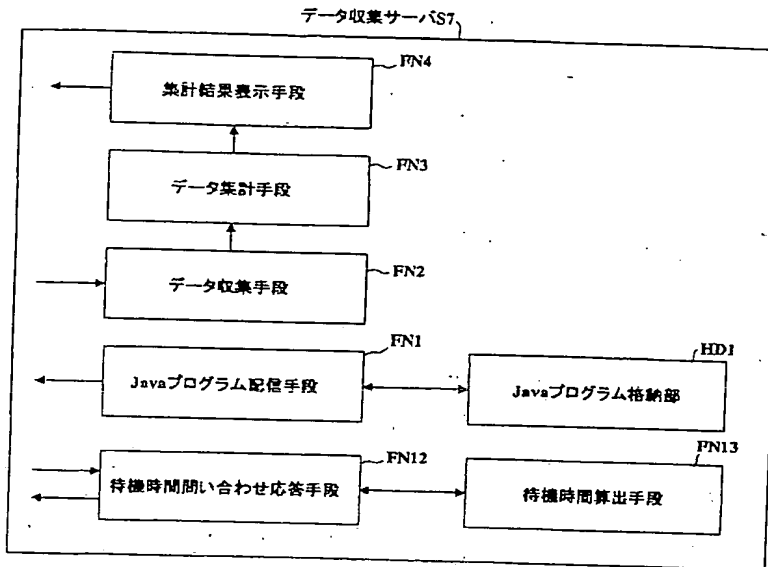 データ収集サーバS7
FN4
集計結果表示手段
FN3
データ集計手段
FN2
データ収集手段
FN1
Javaプログラム配信手段
HD1
Javaプログラム格納部
FN12
待機時間問い合わせ応答手段
FN13
待機時間算出手段